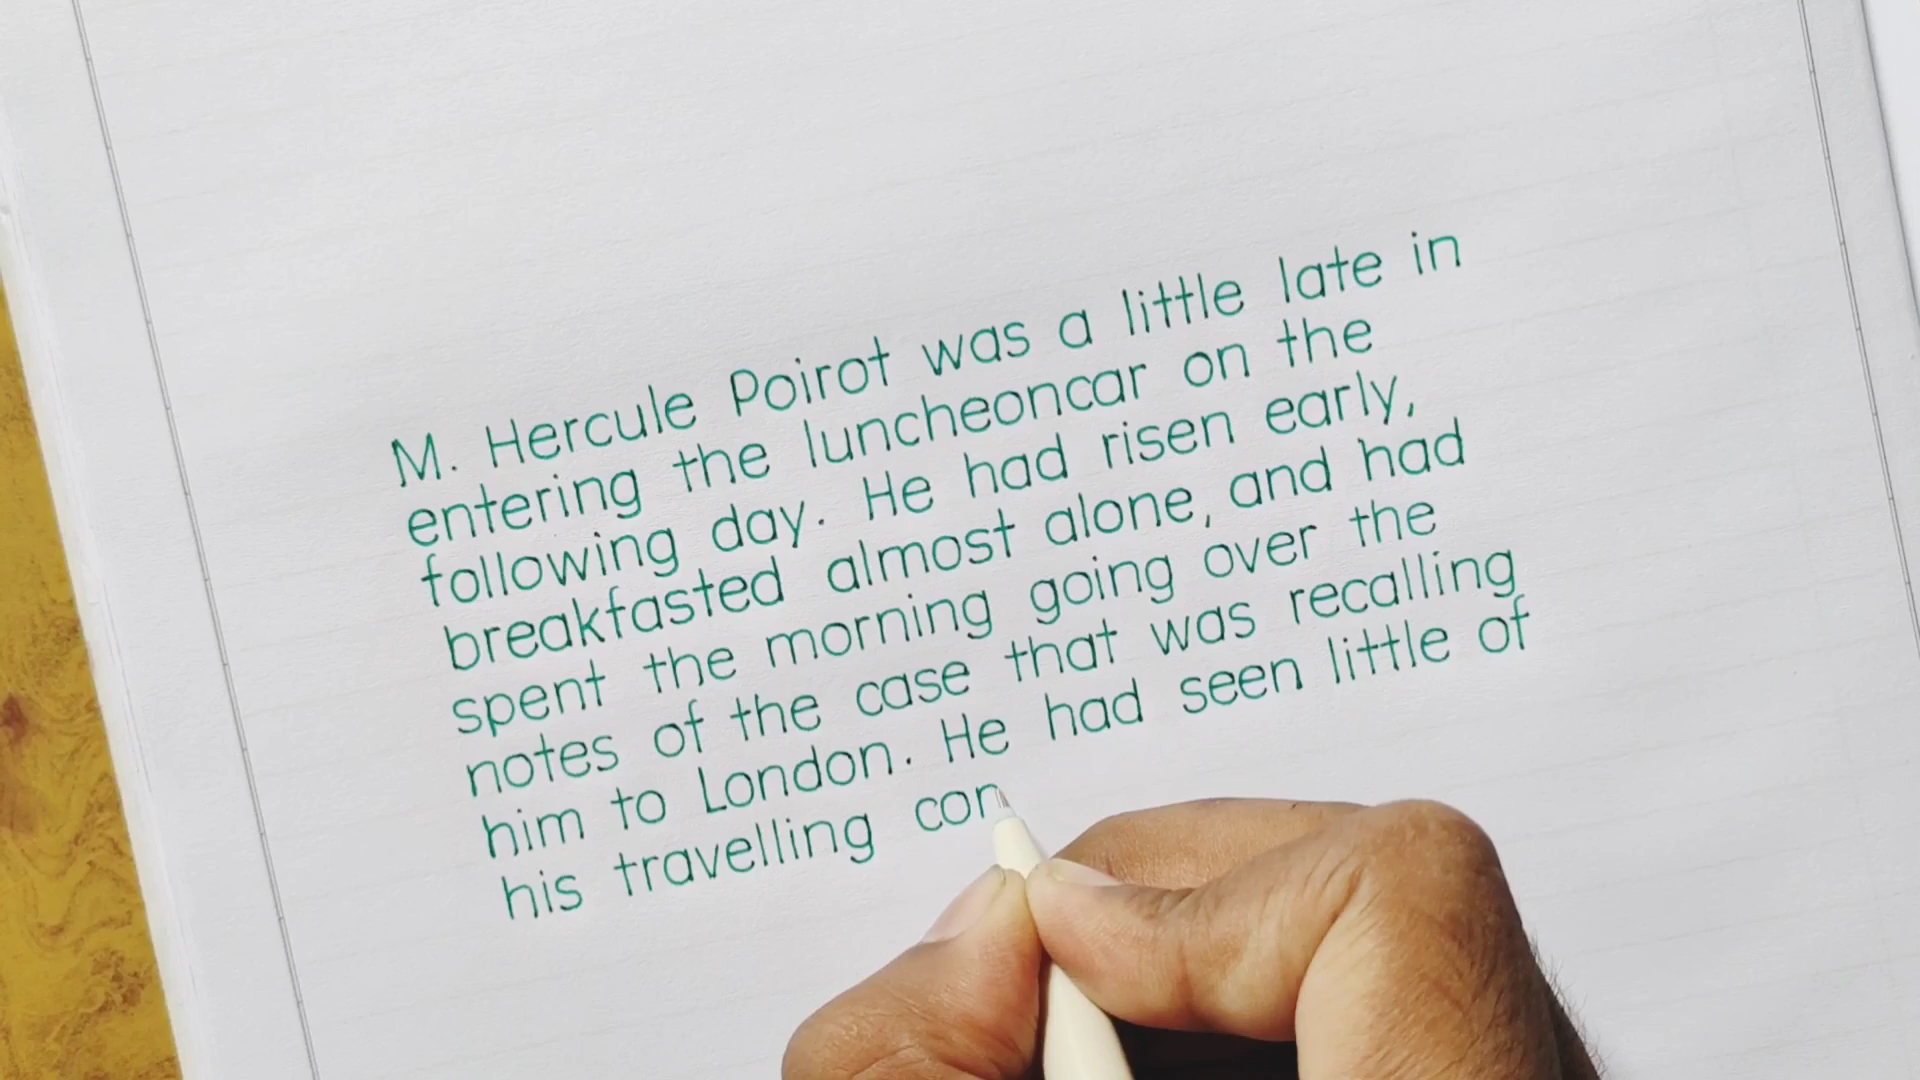 M. Hercule Poirot was a little late in
entering the luncheoncar on the
following day. He had risen early,
breakfasted almost alone, and had
spent the morning going over the
notes of the case that was recalling
him to London. He had seen little of
his travelling